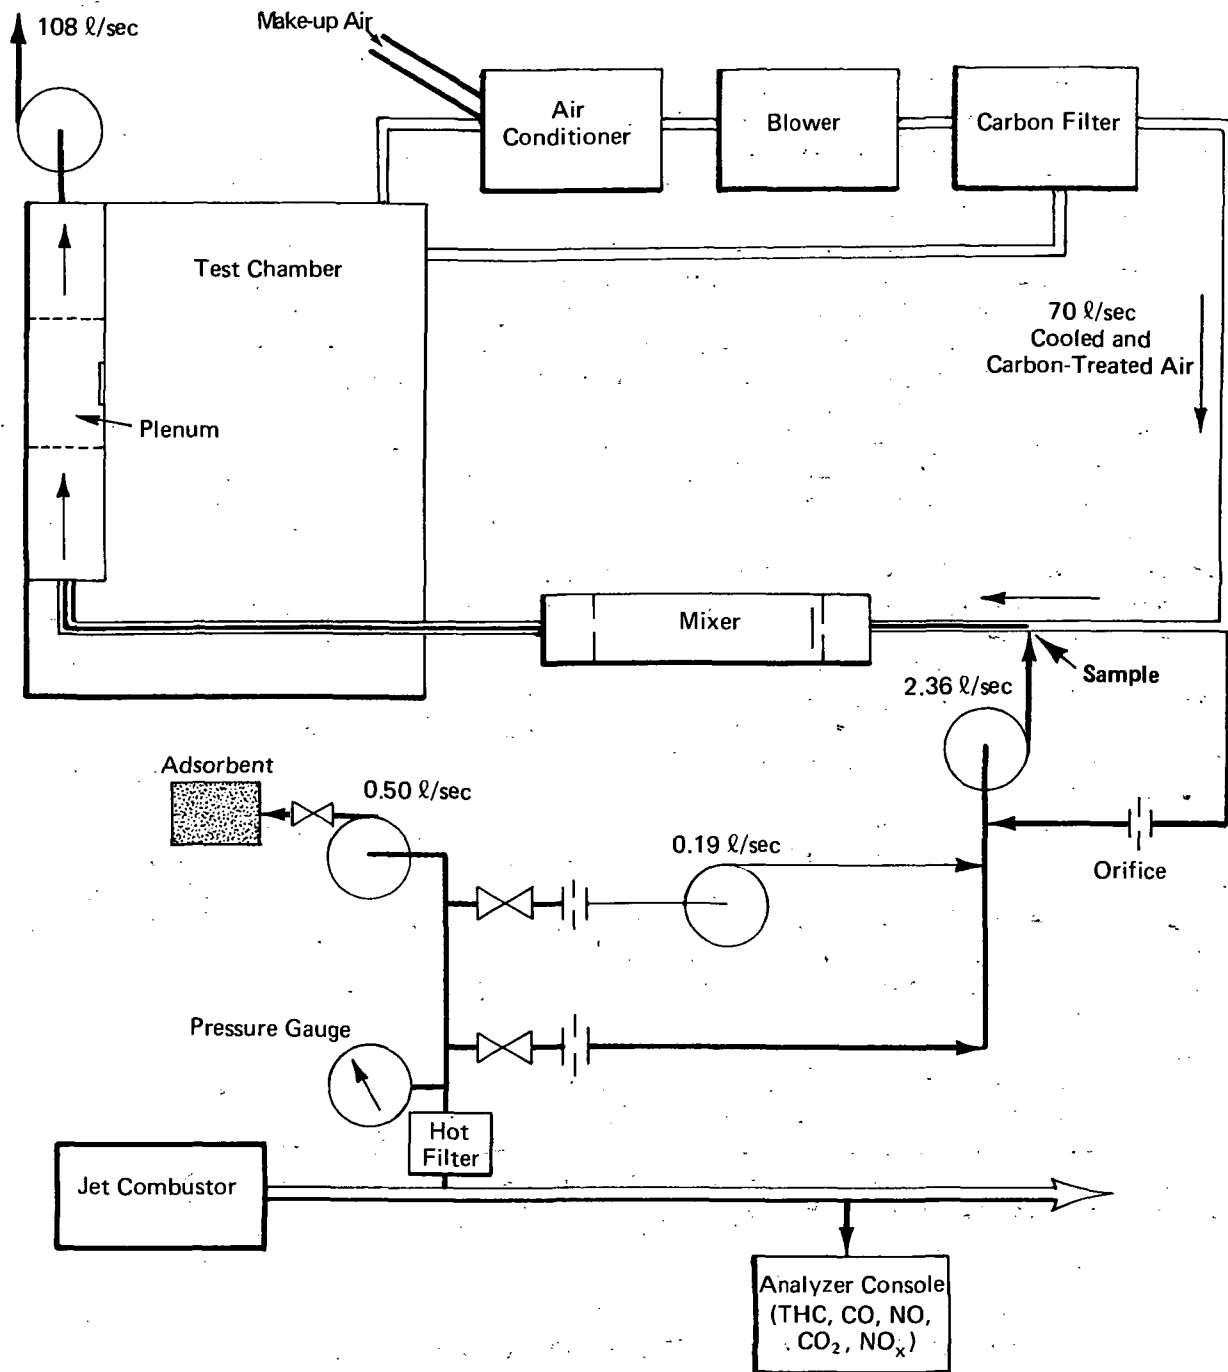 108 ℓ/sec
Make-up Air
Air
Conditioner
Blower
Carbon Filter
Test Chamber
70 ℓ/sec
Cooled and
Carbon-Treated Air
Plenum
Mixer
Sample
2.36 ℓ/sec
Adsorbent
0.50 ℓ/sec
0.19 ℓ/sec
Orifice
Pressure Gauge
Hot
Filter
Jet Combustor
Analyzer Console
(THC, CO, NO,
CO₂, NOₓ)